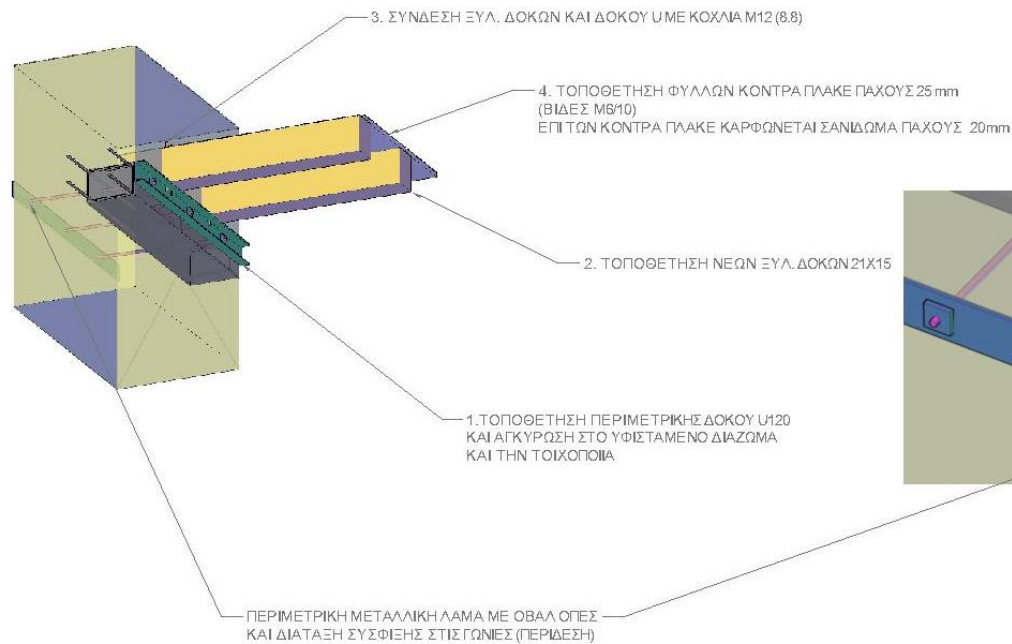 3. ΣΥΝΔΕΣΗ ΞΥΛ. ΔΟΚΩΝ ΚΑΙ ΔΟΚΟΥ U ΜΕ ΚΟΧΛΙΑ M12 (8.8)
4. ΤΟΠΟΘΕΤΗΣΗ ΦΥΛΛΩΝ ΚΟΝΤΡΑ ΠΛΑΚΕ ΠΑΧΟΥΣ 25 mm
(ΒΙΔΕΣ M6/10)
ΕΠΙ ΤΩΝ ΚΟΝΤΡΑ ΠΛΑΚΕ ΚΑΡΦΩΝΕΤΑΙ ΣΑΝΙΔΩΜΑ ΠΑΧΟΥΣ 20mm
2. ΤΟΠΟΘΕΤΗΣΗ ΝΕΩΝ ΞΥΛ. ΔΟΚΩΝ 21X15
1.ΤΟΠΟΘΕΤΗΣΗ ΠΕΡΙΜΕΤΡΙΚΗΣ ΔΟΚΟΥ U120
ΚΑΙ ΑΓΚΥΡΩΣΗ ΣΤΟ ΥΦΙΣΤΑΜΕΝΟ ΔΙΑΖΩΜΑ
ΚΑΙ ΤΗΝ ΤΟΙΧΟΠΟΙΙΑ
ΠΕΡΙΜΕΤΡΙΚΗ ΜΕΤΑΛΛΙΚΗ ΛΑΜΑ ΜΕ ΟΒΑΛ ΟΠΕΣ
ΚΑΙ ΔΙΑΤΑΞΗ ΣΥΣΦΙΞΗΣ ΣΤΙΣ ΓΩΝΙΕΣ (ΠΕΡΙΔΕΣΗ)